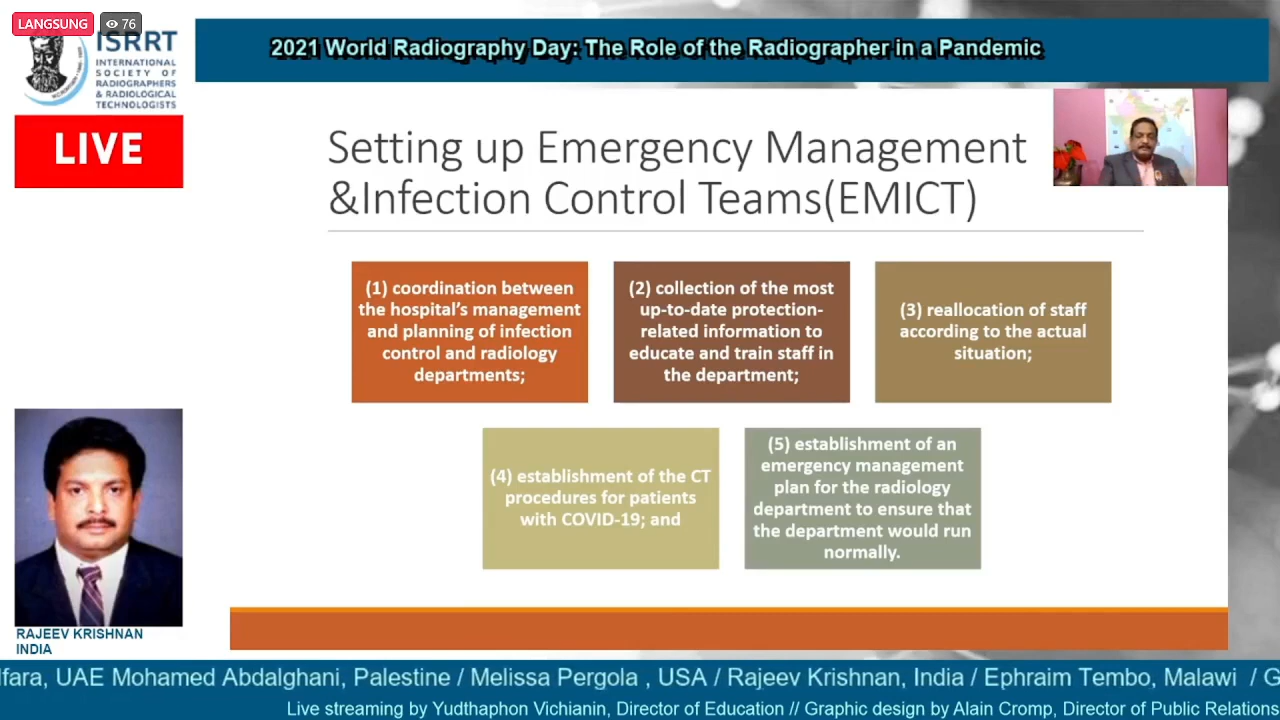 LANGSUNG 76
ISRRT
INTERNATIONAL
SOCIETY OF
RADIOGRAPHERS
& RADIOLOGICAL
TECHNOLOGISTS
2021 World Radiography Day: The Role of the Radiographer in a Pandemic
LIVE
Setting up Emergency Management
&Infection Control Teams(EMICT)
(1) coordination between
the hospital's management
and planning of infection
control and radiology
departments;
(2) collection of the most
up-to-date protection-
related information to
educate and train staff in
the department;
(3) reallocation of staff
according to the actual
situation;
(4) establishment of the CT
procedures for patients
with COVID-19; and
(5) establishment of an
emergency management
plan for the radiology
department to ensure that
the department would run
normally.
RAJEEV KRISHNAN
INDIA
lfara, UAE Mohamed Abdalghani, Palestine / Melissa Pergola , USA / Rajeev Krishnan, India / Ephraim Tembo, Malawi / G
Live streaming by Yudthaphon Vichianin, Director of Education // Graphic design by Alain Cromp, Director of Public Relations